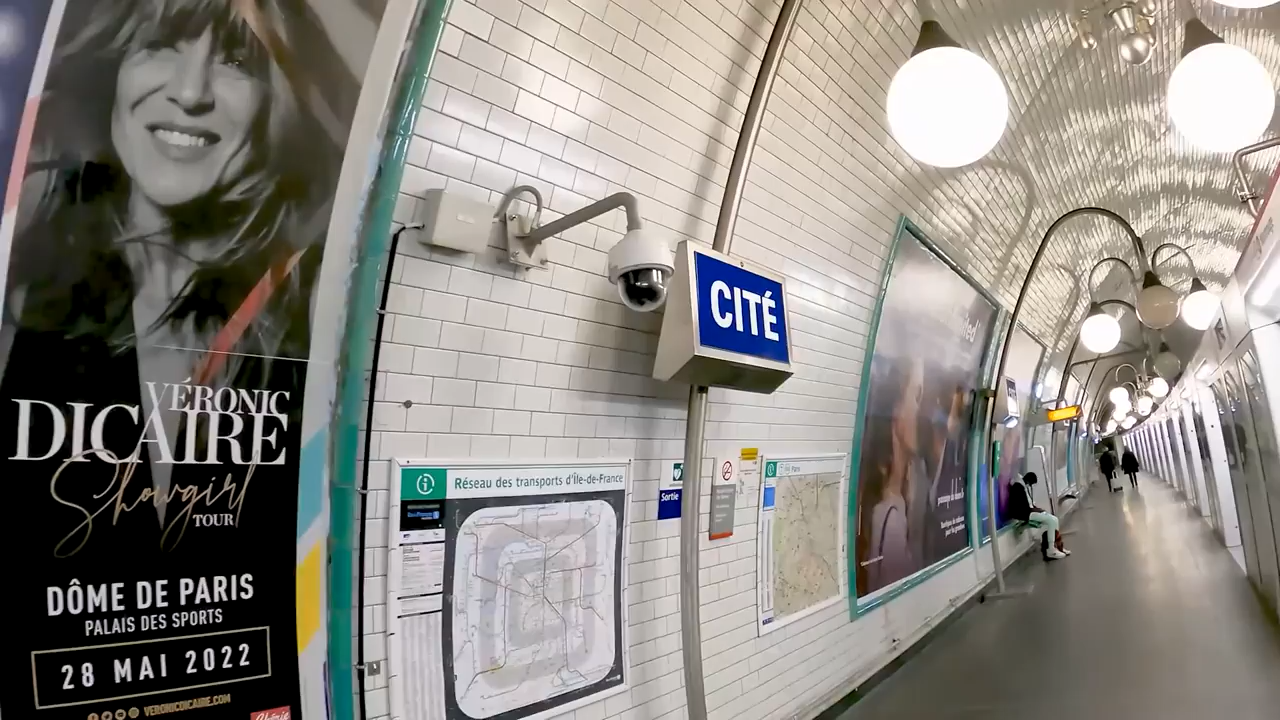 VÉRONIC
DICAIRE
Showgirl
TOUR
DÔME DE PARIS
PALAIS DES SPORTS
28 MAI 2022
VERONICDICAIRE.COM
CITÉ
Réseau des transports d'Île-de-France
Sortie
Paris